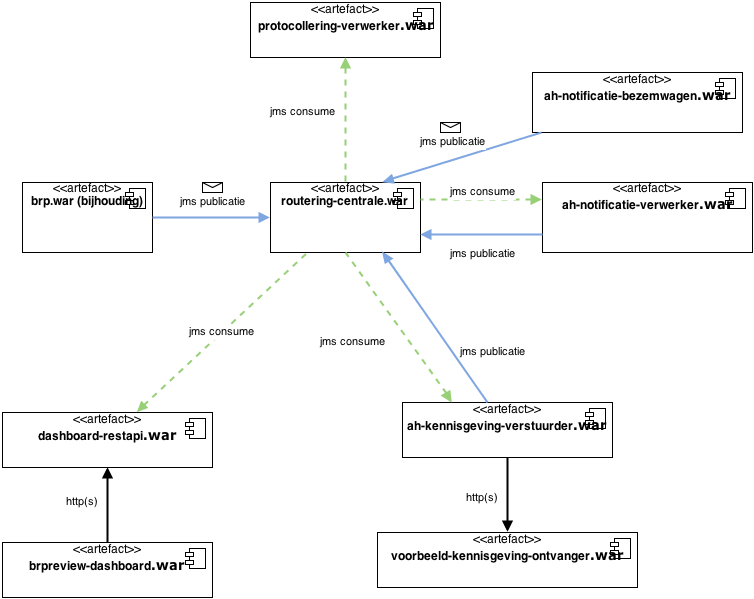 <<artefact>>
protocollering-verwerker.war
jms consume
<<artefact>>
ah-notificatie-bezemwagen.war
jms publicatie
<<artefact>>
brp.war (bijhouding)
jms publicatie
<<artefact>>
routering-centrale.war
jms consume
<<artefact>>
ah-notificatie-verwerker.war
jms publicatie
jms consume
jms consume
jms publicatie
<<artefact>>
dashboard-restapi.war
<<artefact>>
ah-kennisgeving-verstuurder.war
http(s)
http(s)
<<artefact>>
brpreview-dashboard.war
<<artefact>>
voorbeeld-kennisgeving-ontvanger.war